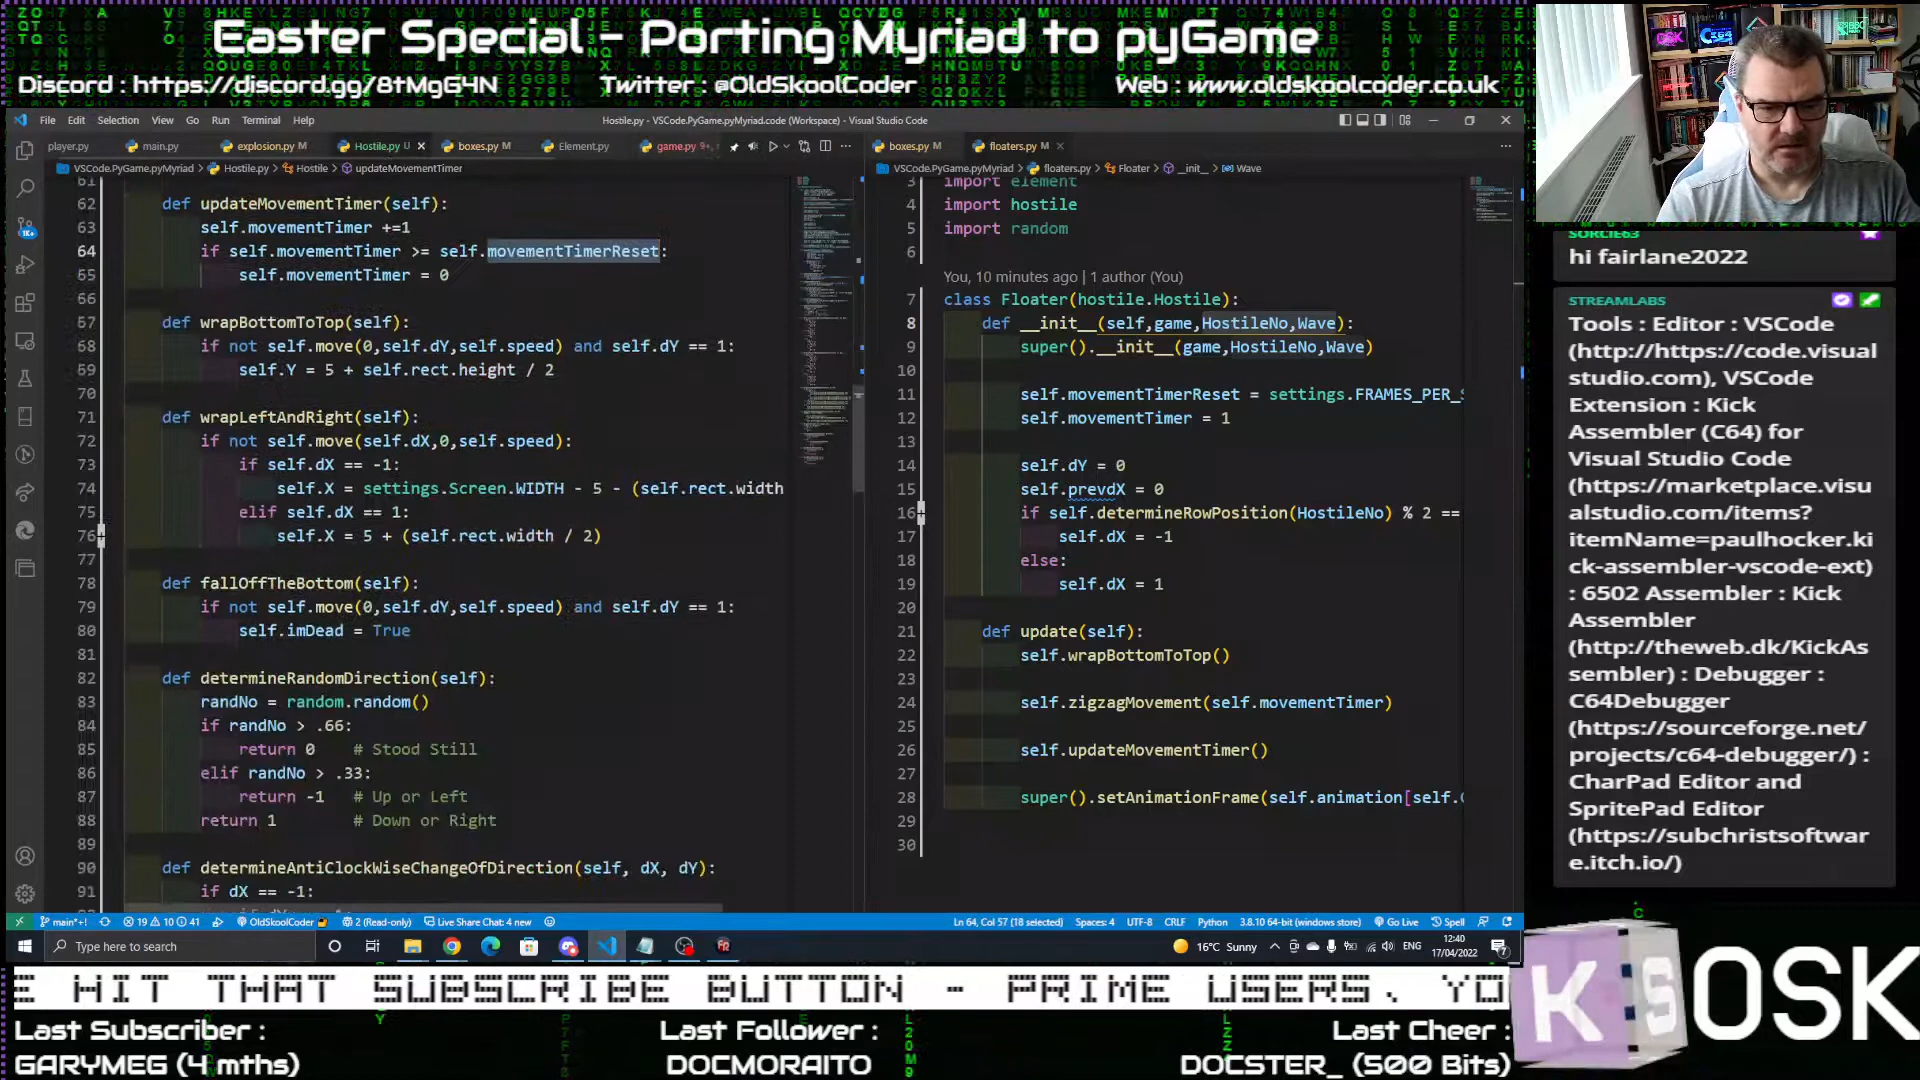 Easter Special - Porting Myriad to pyGame
Discord : https://discord.gg/8tMgG4N
Twitter : @OldSkoolCoder
Web : www.oldskoolcoder.co.uk
File Edit Selection View Go Run Terminal Help
Hostile.py - VSCode.PyGame.pyMyriad.code (Workspace) - Visual Studio Code
player.py
main.py
explosion.py M
Hostile.py U
boxes.py M
Element.py
game.py 9+,
boxes.py M
floaters.py M
VSCode.PyGame.pyMyriad > Hostile.py > Hostile > updateMovementTimer
61
62 def updateMovementTimer(self):
63 self.movementTimer +=1
64 if self.movementTimer >= self.movementTimerReset:
65 self.movementTimer = 0
66
67 def wrapBottomToTop(self):
68 if not self.move(0,self.dY,self.speed) and self.dY == 1:
69 self.Y = 5 + self.rect.height / 2
70
71 def wrapLeftAndRight(self):
72 if not self.move(self.dX,0,self.speed):
73 if self.dX == -1:
74 self.X = settings.Screen.WIDTH - 5 - (self.rect.width
75 elif self.dX == 1:
76 self.X = 5 + (self.rect.width / 2)
77
78 def fallOffTheBottom(self):
79 if not self.move(0,self.dY,self.speed) and self.dY == 1:
80 self.imDead = True
81
82 def determineRandomDirection(self):
83 randNo = random.random()
84 if randNo > .66:
85 return 0 # Stood Still
86 elif randNo > .33:
87 return -1 # Up or Left
88 return 1 # Down or Right
89
90 def determineAntiClockWiseChangeOfDirection(self, dX, dY):
91 if dX == -1:
VSCode.PyGame.pyMyriad > floaters.py > Floater > __init__ > Wave
3 import element
4 import hostile
5 import random
6
You, 10 minutes ago | 1 author (You)
7 class Floater(hostile.Hostile):
8 def __init__(self,game,HostileNo,Wave):
9 super().__init__(game,HostileNo,Wave)
10
11 self.movementTimerReset = settings.FRAMES_PER_S
12 self.movementTimer = 1
13
14 self.dY = 0
15 self.prevdX = 0
16 if self.determineRowPosition(HostileNo) % 2 ==
17 self.dX = -1
18 else:
19 self.dX = 1
20
21 def update(self):
22 self.wrapBottomToTop()
23
24 self.zigzagMovement(self.movementTimer)
25
26 self.updateMovementTimer()
27
28 super().setAnimationFrame(self.animation[self.
29
30
main*+!
19 10 41
OldSkoolCoder
2 (Read-only)
Live Share Chat: 4 new
Ln 64, Col 57 (18 selected)
Spaces: 4
UTF-8
CRLF
Python
3.8.10 64-bit (windows store)
Go Live
Spell
Type here to search
16°C Sunny
ENG
12:40
17/04/2022
SORCIE63
hi fairlane2022
STREAMLABS
Tools : Editor : VSCode
(http://https://code.visual
studio.com), VSCode
Extension : Kick
Assembler (C64) for
Visual Studio Code
(https://marketplace.visu
alstudio.com/items?
itemName=paulhocker.ki
ck-assembler-vscode-ext)
: 6502 Assembler : Kick
Assembler
(http://theweb.dk/KickAs
sembler) : Debugger :
C64Debugger
(https://sourceforge.net/
projects/c64-debugger/) :
CharPad Editor and
SpritePad Editor
(https://subchristsoftwar
e.itch.io/)
E HIT THAT SUBSCRIBE BUTTON - PRIME USERS, YO
Last Subscriber :
GARYMEG (4 mths)
Last Follower :
DOCMORAITO
Last Cheer :
DOCSTER_ (500 Bits)
K
S
OSK